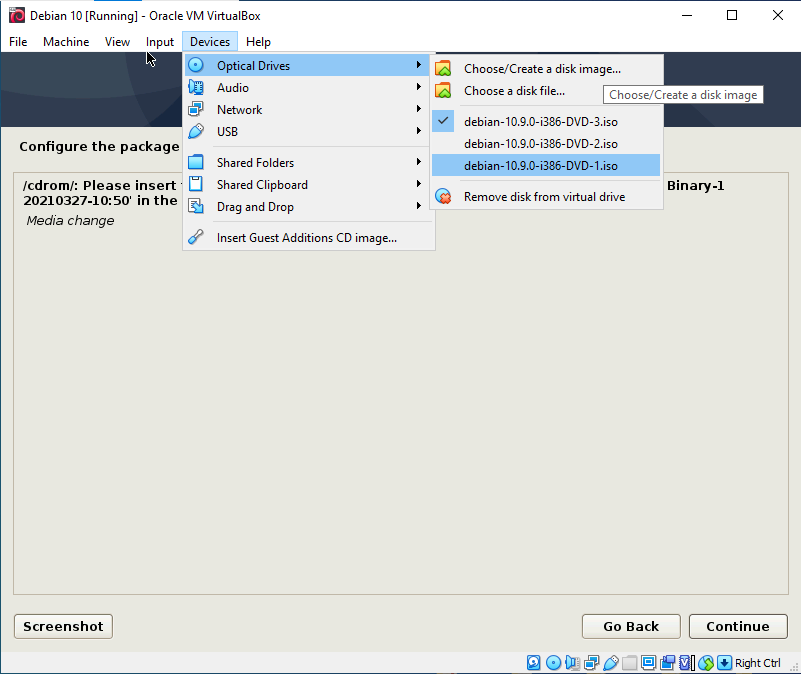 Debian 10 [Running] - Oracle VM VirtualBox
File Machine View Input Devices Help
Optical Drives
Audio
Network
USB
Shared Folders
Shared Clipboard
Drag and Drop
Insert Guest Additions CD image...
Choose/Create a disk image...
Choose a disk file...
Choose/Create a disk image
debian-10.9.0-i386-DVD-3.iso
debian-10.9.0-i386-DVD-2.iso
debian-10.9.0-i386-DVD-1.iso
Remove disk from virtual drive
Configure the package
/cdrom/: Please insert Binary-1
20210327-10:50' in the
Media change
Screenshot Go Back Continue
Right Ctrl